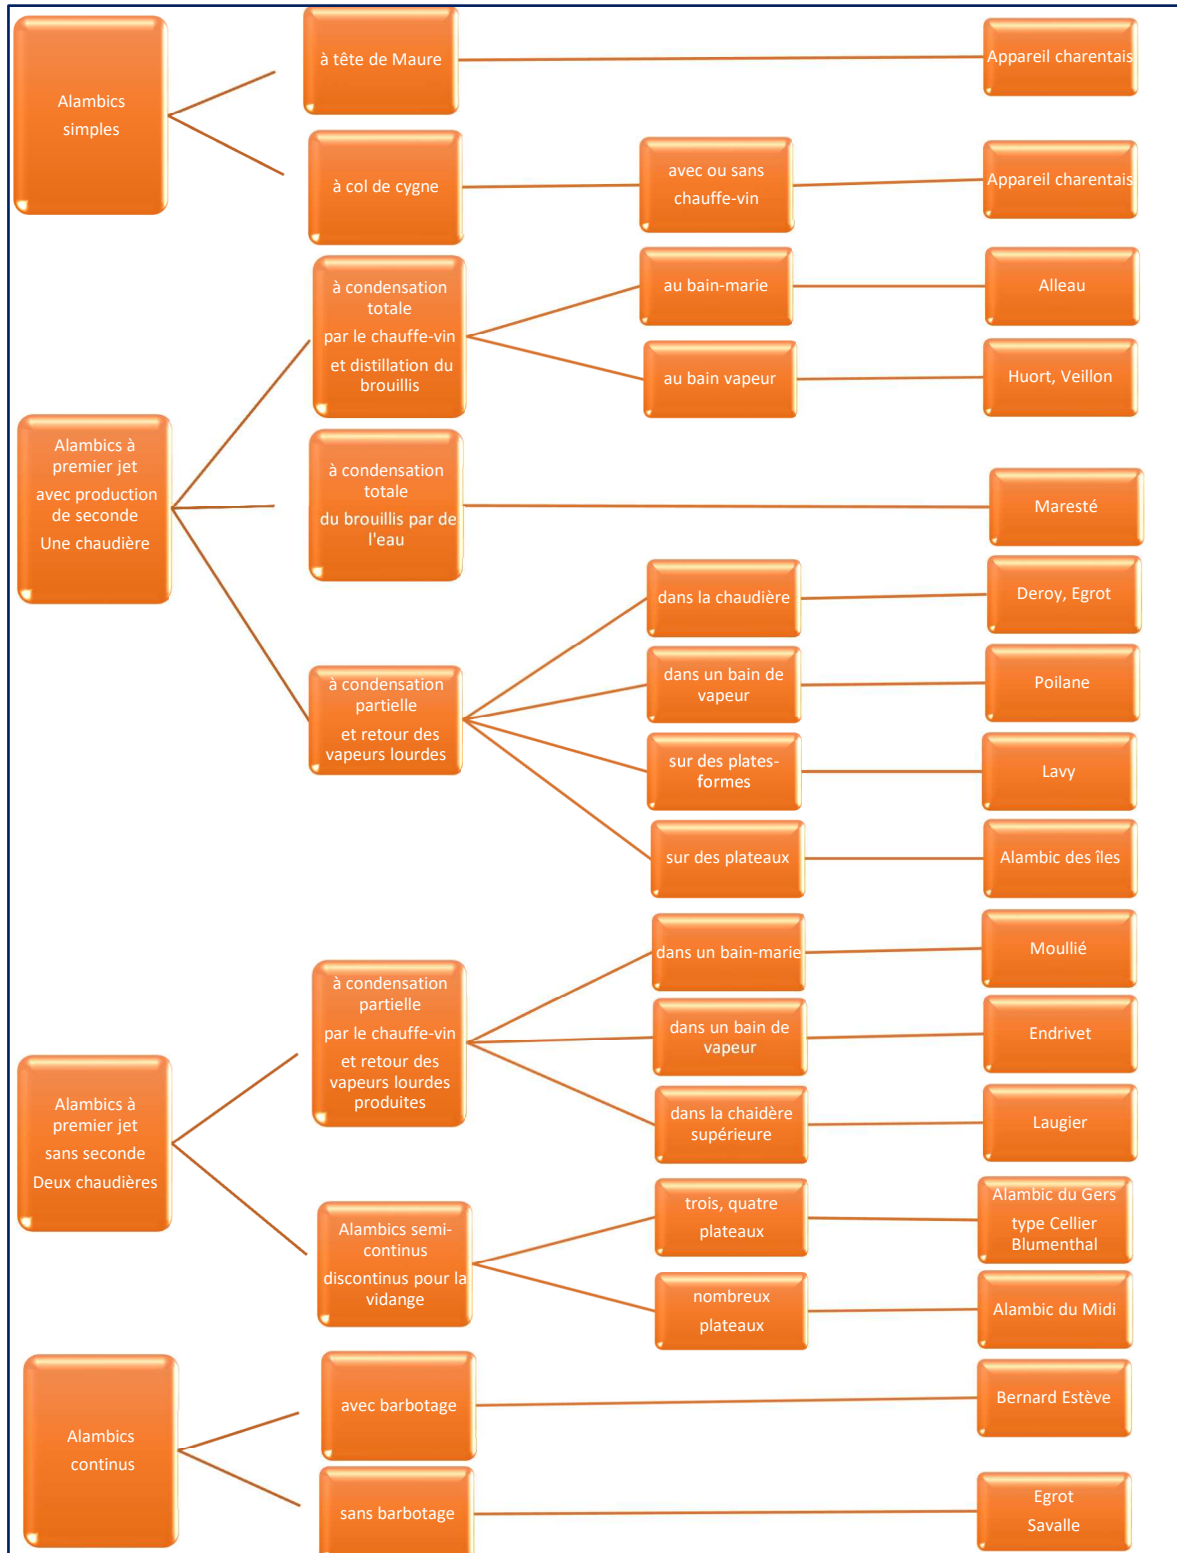 Alambics
simples
à tête de Maure
Appareil charentais
à col de cygne
avec ou sans
chauffe-vin
Appareil charentais
Alambics à
premier jet
avec production
de seconde
Une chaudière
à condensation
totale
par le chauffe-vin
et distillation du
brouillis
au bain-marie
Alleau
au bain vapeur
Huort, Veillon
à condensation
totale
du brouillis par de
l'eau
Maresté
à condensation
partielle
et retour des
vapeurs lourdes
dans la chaudière
Deroy, Egrot
dans un bain de
vapeur
Poilane
sur des plates-
formes
Lavy
sur des plateaux
Alambic des îles
Alambics à
premier jet
sans seconde
Deux chaudières
à condensation
partielle
par le chauffe-vin
et retour des
vapeurs lourdes
produites
dans un bain-marie
Moullié
dans un bain de
vapeur
Endrivet
dans la chaidère
supérieure
Laugier
Alambics semi-
continus
discontinus pour la
vidange
trois, quatre
plateaux
Alambic du Gers
type Cellier
Blumenthal
nombreux
plateaux
Alambic du Midi
Alambics
continus
avec barbotage
Bernard Estève
sans barbotage
Egrot
Savalle